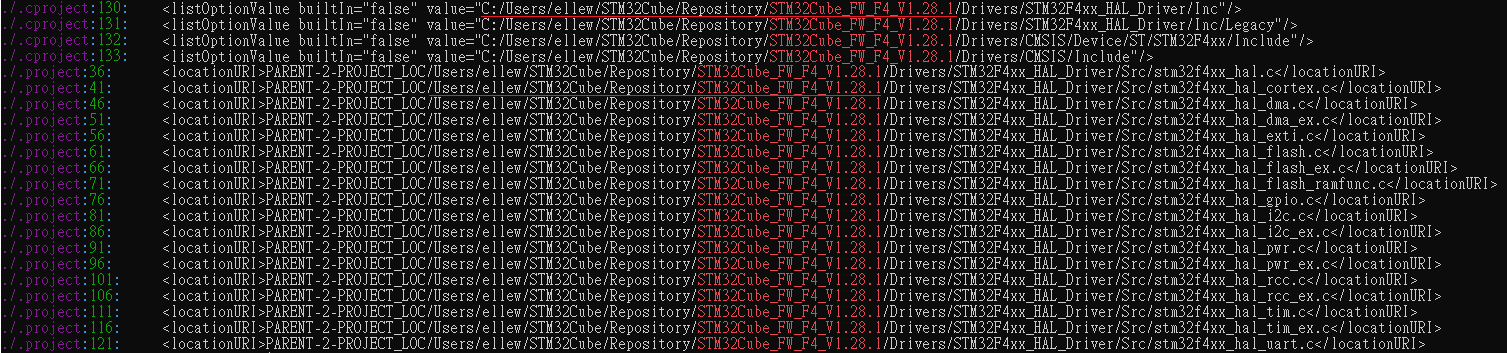 ./.cproject:130:    <listOptionValue builtIn="false" value="C:/Users/ellew/STM32Cube/Repository/STM32Cube_FW_F4_V1.28.1/Drivers/STM32F4xx_HAL_Driver/Inc"/>
./.cproject:131:    <listOptionValue builtIn="false" value="C:/Users/ellew/STM32Cube/Repository/STM32Cube_FW_F4_V1.28.1/Drivers/STM32F4xx_HAL_Driver/Inc/Legacy"/>
./.cproject:132:    <listOptionValue builtIn="false" value="C:/Users/ellew/STM32Cube/Repository/STM32Cube_FW_F4_V1.28.1/Drivers/CMSIS/Device/ST/STM32F4xx/Include"/>
./.cproject:133:    <listOptionValue builtIn="false" value="C:/Users/ellew/STM32Cube/Repository/STM32Cube_FW_F4_V1.28.1/Drivers/CMSIS/Include"/>
./.project:36:    <locationURI>PARENT-2-PROJECT_LOC/Users/ellew/STM32Cube/Repository/STM32Cube_FW_F4_V1.28.1/Drivers/STM32F4xx_HAL_Driver/Src/stm32f4xx_hal.c</locationURI>
./.project:41:    <locationURI>PARENT-2-PROJECT_LOC/Users/ellew/STM32Cube/Repository/STM32Cube_FW_F4_V1.28.1/Drivers/STM32F4xx_HAL_Driver/Src/stm32f4xx_hal_cortex.c</locationURI>
./.project:46:    <locationURI>PARENT-2-PROJECT_LOC/Users/ellew/STM32Cube/Repository/STM32Cube_FW_F4_V1.28.1/Drivers/STM32F4xx_HAL_Driver/Src/stm32f4xx_hal_dma.c</locationURI>
./.project:51:    <locationURI>PARENT-2-PROJECT_LOC/Users/ellew/STM32Cube/Repository/STM32Cube_FW_F4_V1.28.1/Drivers/STM32F4xx_HAL_Driver/Src/stm32f4xx_hal_dma_ex.c</locationURI>
./.project:56:    <locationURI>PARENT-2-PROJECT_LOC/Users/ellew/STM32Cube/Repository/STM32Cube_FW_F4_V1.28.1/Drivers/STM32F4xx_HAL_Driver/Src/stm32f4xx_hal_exti.c</locationURI>
./.project:61:    <locationURI>PARENT-2-PROJECT_LOC/Users/ellew/STM32Cube/Repository/STM32Cube_FW_F4_V1.28.1/Drivers/STM32F4xx_HAL_Driver/Src/stm32f4xx_hal_flash.c</locationURI>
./.project:66:    <locationURI>PARENT-2-PROJECT_LOC/Users/ellew/STM32Cube/Repository/STM32Cube_FW_F4_V1.28.1/Drivers/STM32F4xx_HAL_Driver/Src/stm32f4xx_hal_flash_ex.c</locationURI>
./.project:71:    <locationURI>PARENT-2-PROJECT_LOC/Users/ellew/STM32Cube/Repository/STM32Cube_FW_F4_V1.28.1/Drivers/STM32F4xx_HAL_Driver/Src/stm32f4xx_hal_flash_ramfunc.c</locationURI>
./.project:76:    <locationURI>PARENT-2-PROJECT_LOC/Users/ellew/STM32Cube/Repository/STM32Cube_FW_F4_V1.28.1/Drivers/STM32F4xx_HAL_Driver/Src/stm32f4xx_hal_gpio.c</locationURI>
./.project:81:    <locationURI>PARENT-2-PROJECT_LOC/Users/ellew/STM32Cube/Repository/STM32Cube_FW_F4_V1.28.1/Drivers/STM32F4xx_HAL_Driver/Src/stm32f4xx_hal_i2c.c</locationURI>
./.project:86:    <locationURI>PARENT-2-PROJECT_LOC/Users/ellew/STM32Cube/Repository/STM32Cube_FW_F4_V1.28.1/Drivers/STM32F4xx_HAL_Driver/Src/stm32f4xx_hal_i2c_ex.c</locationURI>
./.project:91:    <locationURI>PARENT-2-PROJECT_LOC/Users/ellew/STM32Cube/Repository/STM32Cube_FW_F4_V1.28.1/Drivers/STM32F4xx_HAL_Driver/Src/stm32f4xx_hal_pwr.c</locationURI>
./.project:96:    <locationURI>PARENT-2-PROJECT_LOC/Users/ellew/STM32Cube/Repository/STM32Cube_FW_F4_V1.28.1/Drivers/STM32F4xx_HAL_Driver/Src/stm32f4xx_hal_pwr_ex.c</locationURI>
./.project:101:    <locationURI>PARENT-2-PROJECT_LOC/Users/ellew/STM32Cube/Repository/STM32Cube_FW_F4_V1.28.1/Drivers/STM32F4xx_HAL_Driver/Src/stm32f4xx_hal_rcc.c</locationURI>
./.project:106:    <locationURI>PARENT-2-PROJECT_LOC/Users/ellew/STM32Cube/Repository/STM32Cube_FW_F4_V1.28.1/Drivers/STM32F4xx_HAL_Driver/Src/stm32f4xx_hal_rcc_ex.c</locationURI>
./.project:111:    <locationURI>PARENT-2-PROJECT_LOC/Users/ellew/STM32Cube/Repository/STM32Cube_FW_F4_V1.28.1/Drivers/STM32F4xx_HAL_Driver/Src/stm32f4xx_hal_tim.c</locationURI>
./.project:116:    <locationURI>PARENT-2-PROJECT_LOC/Users/ellew/STM32Cube/Repository/STM32Cube_FW_F4_V1.28.1/Drivers/STM32F4xx_HAL_Driver/Src/stm32f4xx_hal_tim_ex.c</locationURI>
./.project:121:    <locationURI>PARENT-2-PROJECT_LOC/Users/ellew/STM32Cube/Repository/STM32Cube_FW_F4_V1.28.1/Drivers/STM32F4xx_HAL_Driver/Src/stm32f4xx_hal_uart.c</locationURI>